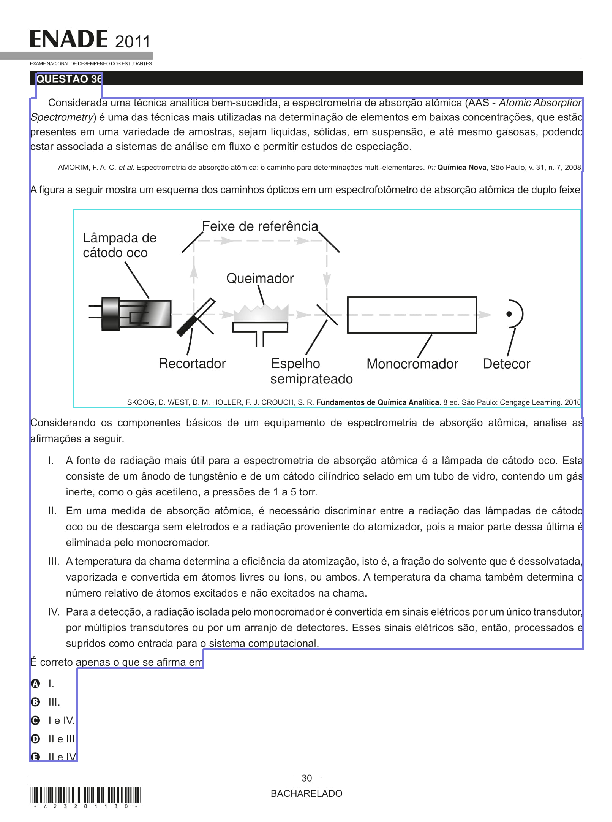 ENADE 2011
EXAME NACIONAL DE DESEMPENHO DOS ESTUDANTES
QUESTÃO 36
Considerada uma técnica analítica bem-sucedida, a espectrometria de absorção atômica (AAS - Atomic Absorption
Spectrometry) é uma das técnicas mais utilizadas na determinação de elementos em baixas concentrações, que estão
presentes em uma variedade de amostras, sejam líquidas, sólidas, em suspensão, e até mesmo gasosas, podendo
estar associada a sistemas de análise em fluxo e permitir estudos de especiação.
AMORIM, F. A. C. et al. Espectrometria de absorção atômica: o caminho para determinações multi-elementares. In: Química Nova, São Paulo, v. 31, n. 7, 2008.
A figura a seguir mostra um esquema dos caminhos ópticos em um espectrofotômetro de absorção atômica de duplo feixe.
Feixe de referência
Lâmpada de
cátodo oco
Queimador
Recortador
Espelho
semiprateado
Monocromador
Detecor
SKOOG, D. WEST, D. M. HOLLER, F. J. CROUCH, S. R. Fundamentos de Química Analítica. 8 ed. São Paulo: Cengage Learning, 2010.
Considerando os componentes básicos de um equipamento de espectrometria de absorção atômica, analise as
afirmações a seguir.
I. A fonte de radiação mais útil para a espectrometria de absorção atômica é a lâmpada de cátodo oco. Esta
consiste de um ânodo de tungstênio e de um cátodo cilíndrico selado em um tubo de vidro, contendo um gás
inerte, como o gás acetileno, a pressões de 1 a 5 torr.
II. Em uma medida de absorção atômica, é necessário discriminar entre a radiação das lâmpadas de cátodo
oco ou de descarga sem eletrodos e a radiação proveniente do atomizador, pois a maior parte dessa última é
eliminada pelo monocromador.
III. A temperatura da chama determina a eficiência da atomização, isto é, a fração do solvente que é dessolvatada,
vaporizada e convertida em átomos livres ou íons, ou ambos. A temperatura da chama também determina o
número relativo de átomos excitados e não excitados na chama.
IV. Para a detecção, a radiação isolada pelo monocromador é convertida em sinais elétricos por um único transdutor,
por múltiplos transdutores ou por um arranjo de detectores. Esses sinais elétricos são, então, processados e
supridos como entrada para o sistema computacional.
É correto apenas o que se afirma em
A I.
B III.
C I e IV.
D II e III.
E II e IV.
30
BACHARELADO
* A 2 3 2 0 1 1 3 0 *